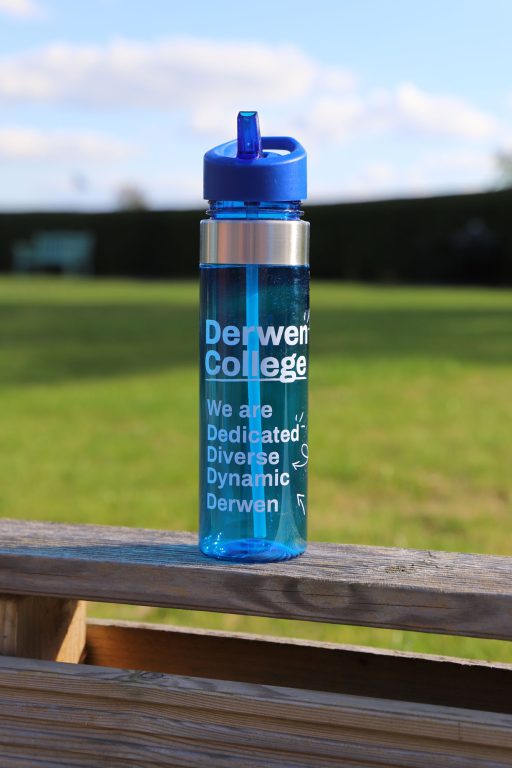 Derwen
College
We are
Dedicated
Diverse
Dynamic
Derwen